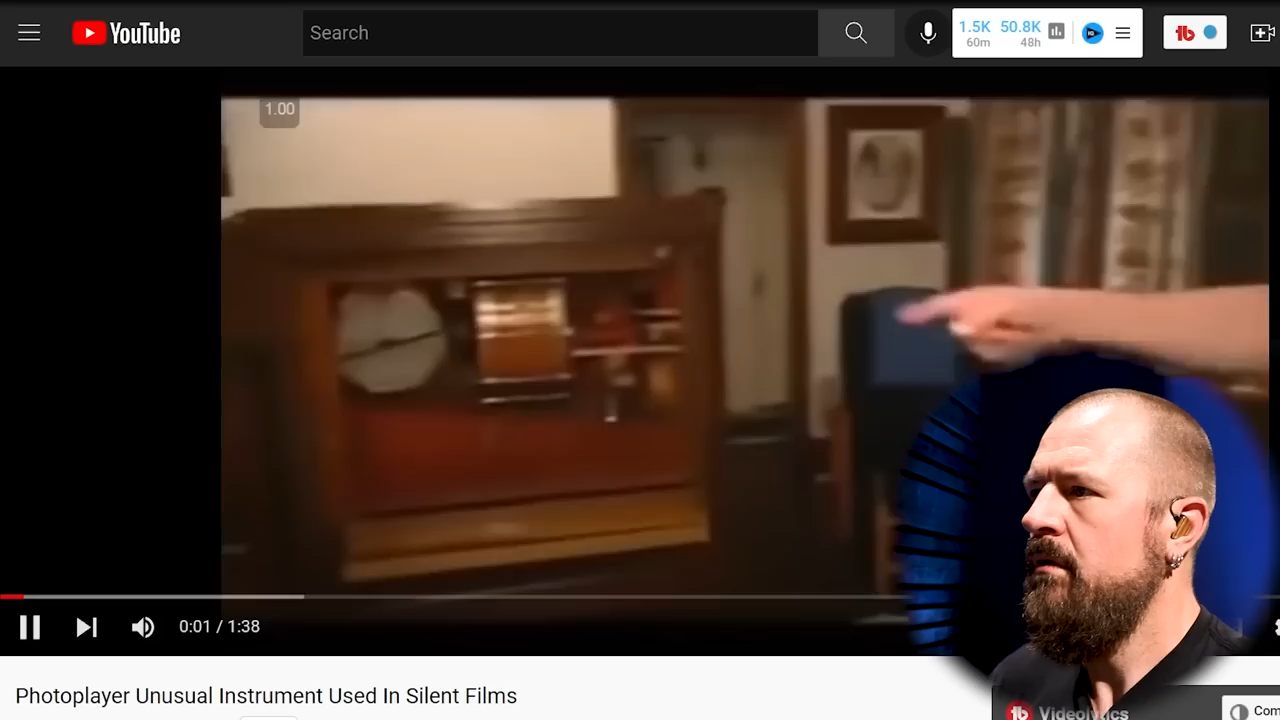 YouTube
Search
1.5K 50.8K
60m 48h
1.00
0:01 / 1:38
Photoplayer Unusual Instrument Used In Silent Films
Videolytics
Com